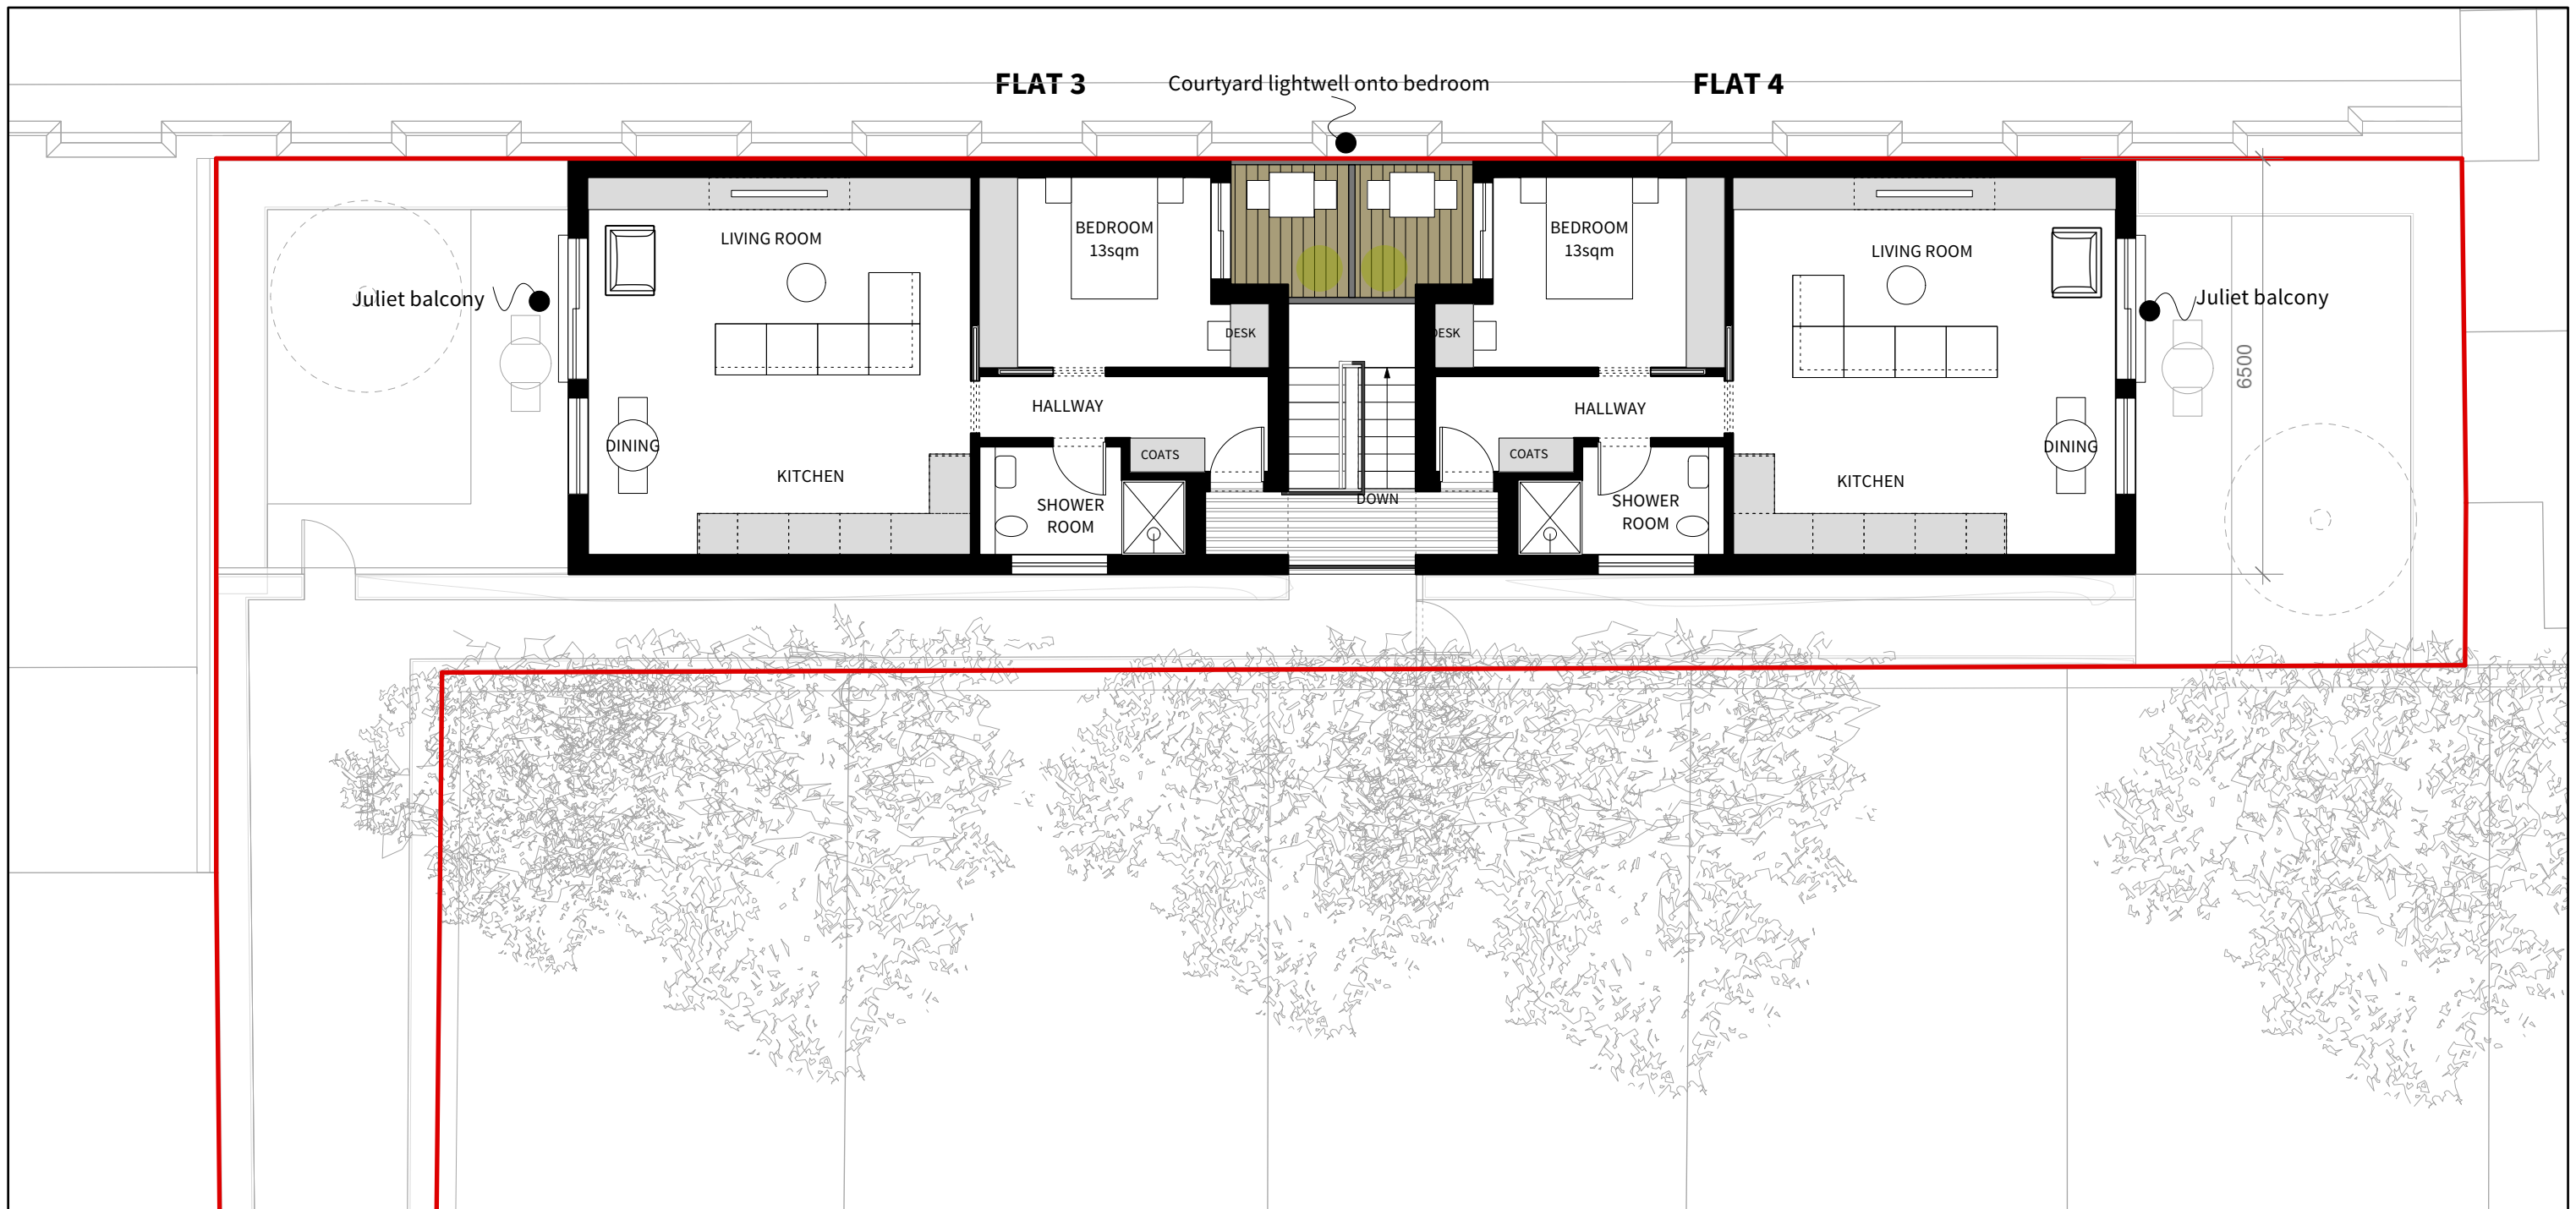 FLAT 3
Courtyard lightwell onto bedroom
FLAT 4
LIVING ROOM
BEDROOM
13sqm
BEDROOM
13sqm
LIVING ROOM
Juliet balcony
Juliet balcony
DESK
DESK
6500
HALLWAY
HALLWAY
DINING
KITCHEN
COATS
COATS
KITCHEN
DINING
SHOWER
ROOM
DOWN
SHOWER
ROOM